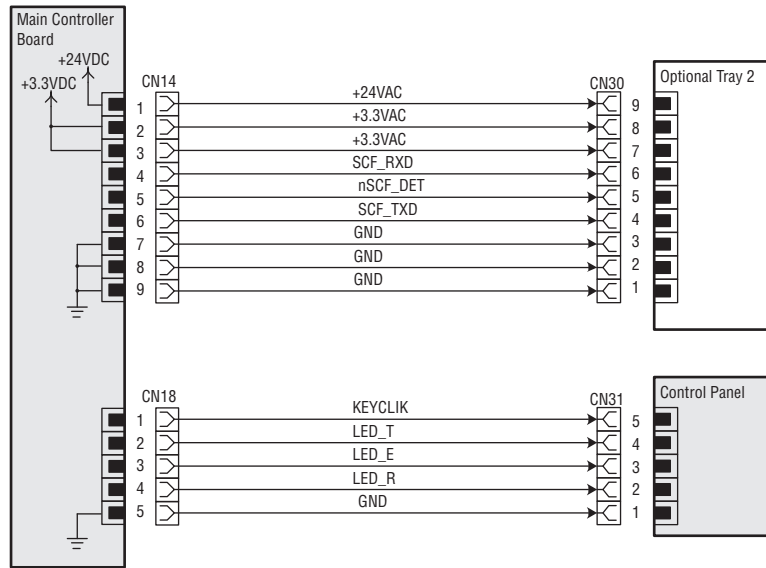 Main Controller
Board
+24VDC
+3.3VDC
CN14
CN30
Optional Tray 2
1 +24VAC 9
2 +3.3VAC 8
3 +3.3VAC 7
4 SCF_RXD 6
5 nSCF_DET 5
6 SCF_TXD 4
7 GND 3
8 GND 2
9 GND 1
CN18
CN31
Control Panel
1 KEYCLIK 5
2 LED_T 4
3 LED_E 3
4 LED_R 2
5 GND 1